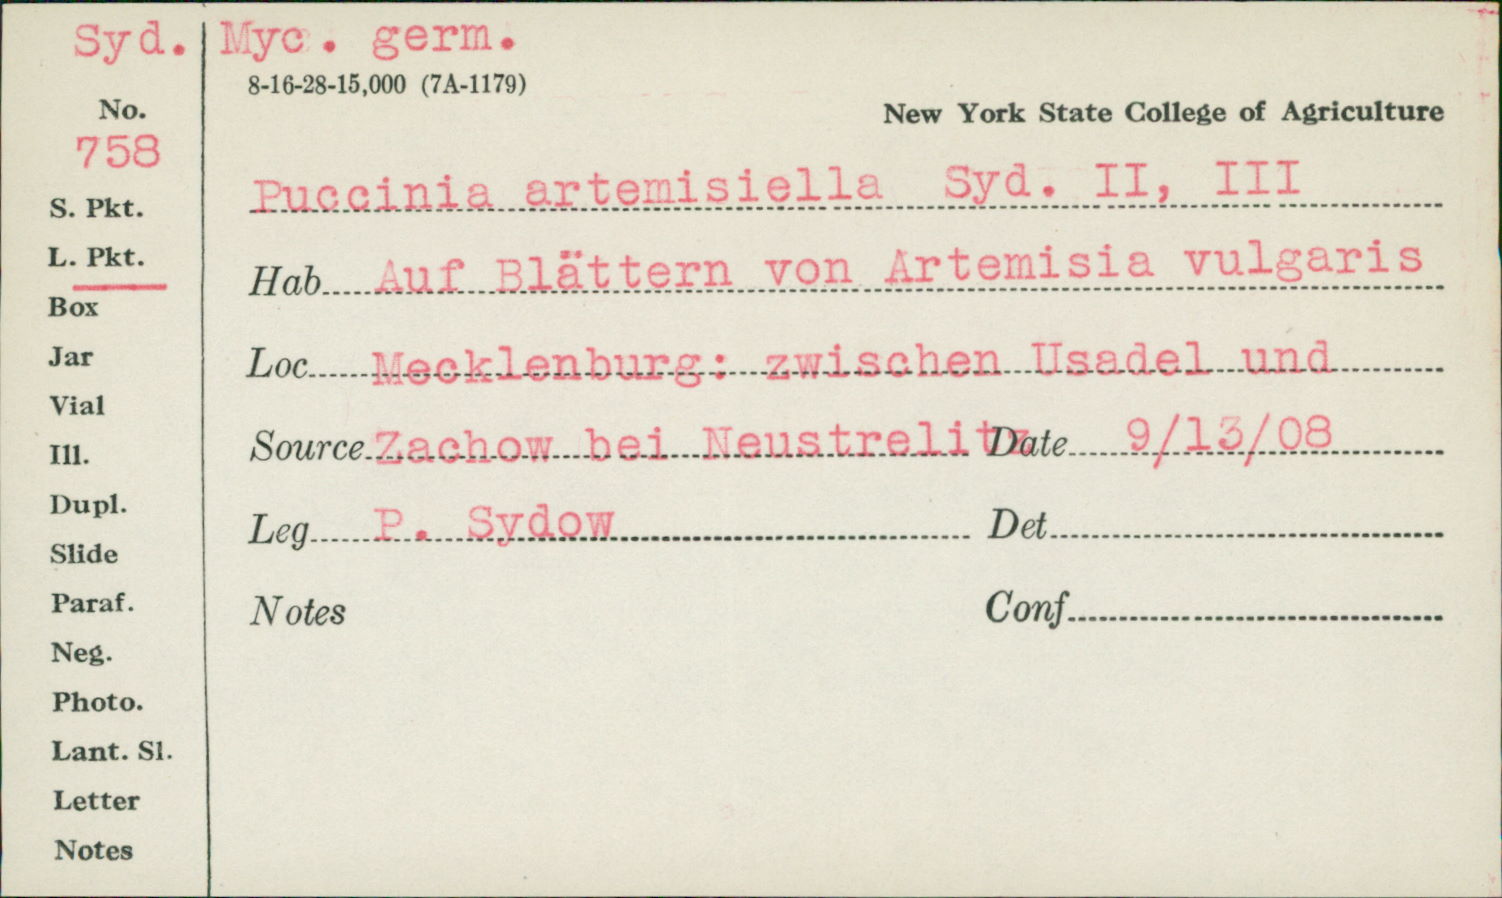 Syd. Myc. germ.
8-16-28-15,000 (7A-1179)
No.
758
New York State College of Agriculture
S. Pkt.
L. Pkt.
Box
Jar
Vial
Ill.
Dupl.
Slide
Paraf.
Neg.
Photo.
Lant. Sl.
Letter
Notes
Puccinia artemisiella Syd. II, III
Hab. Auf Blättern von Artemisia vulgaris
Loc. Mecklenburg: zwischen Usadel und
Source Zachow bei Neustrelitz Date 9/13/08
Leg. P. Sydow Det.
Notes Conf.